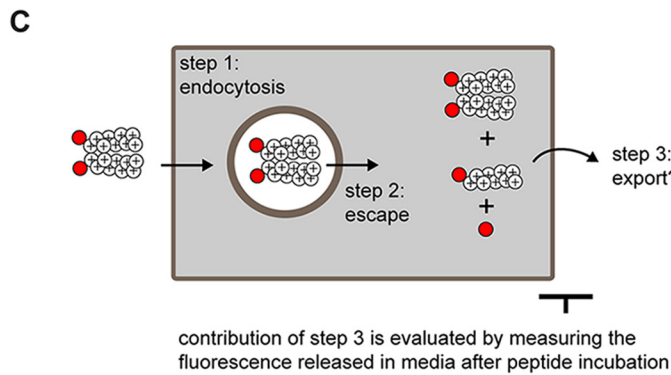 C
step 1:
endocytosis
step 2:
escape
+
+
step 3:
export?
contribution of step 3 is evaluated by measuring the
fluorescence released in media after peptide incubation